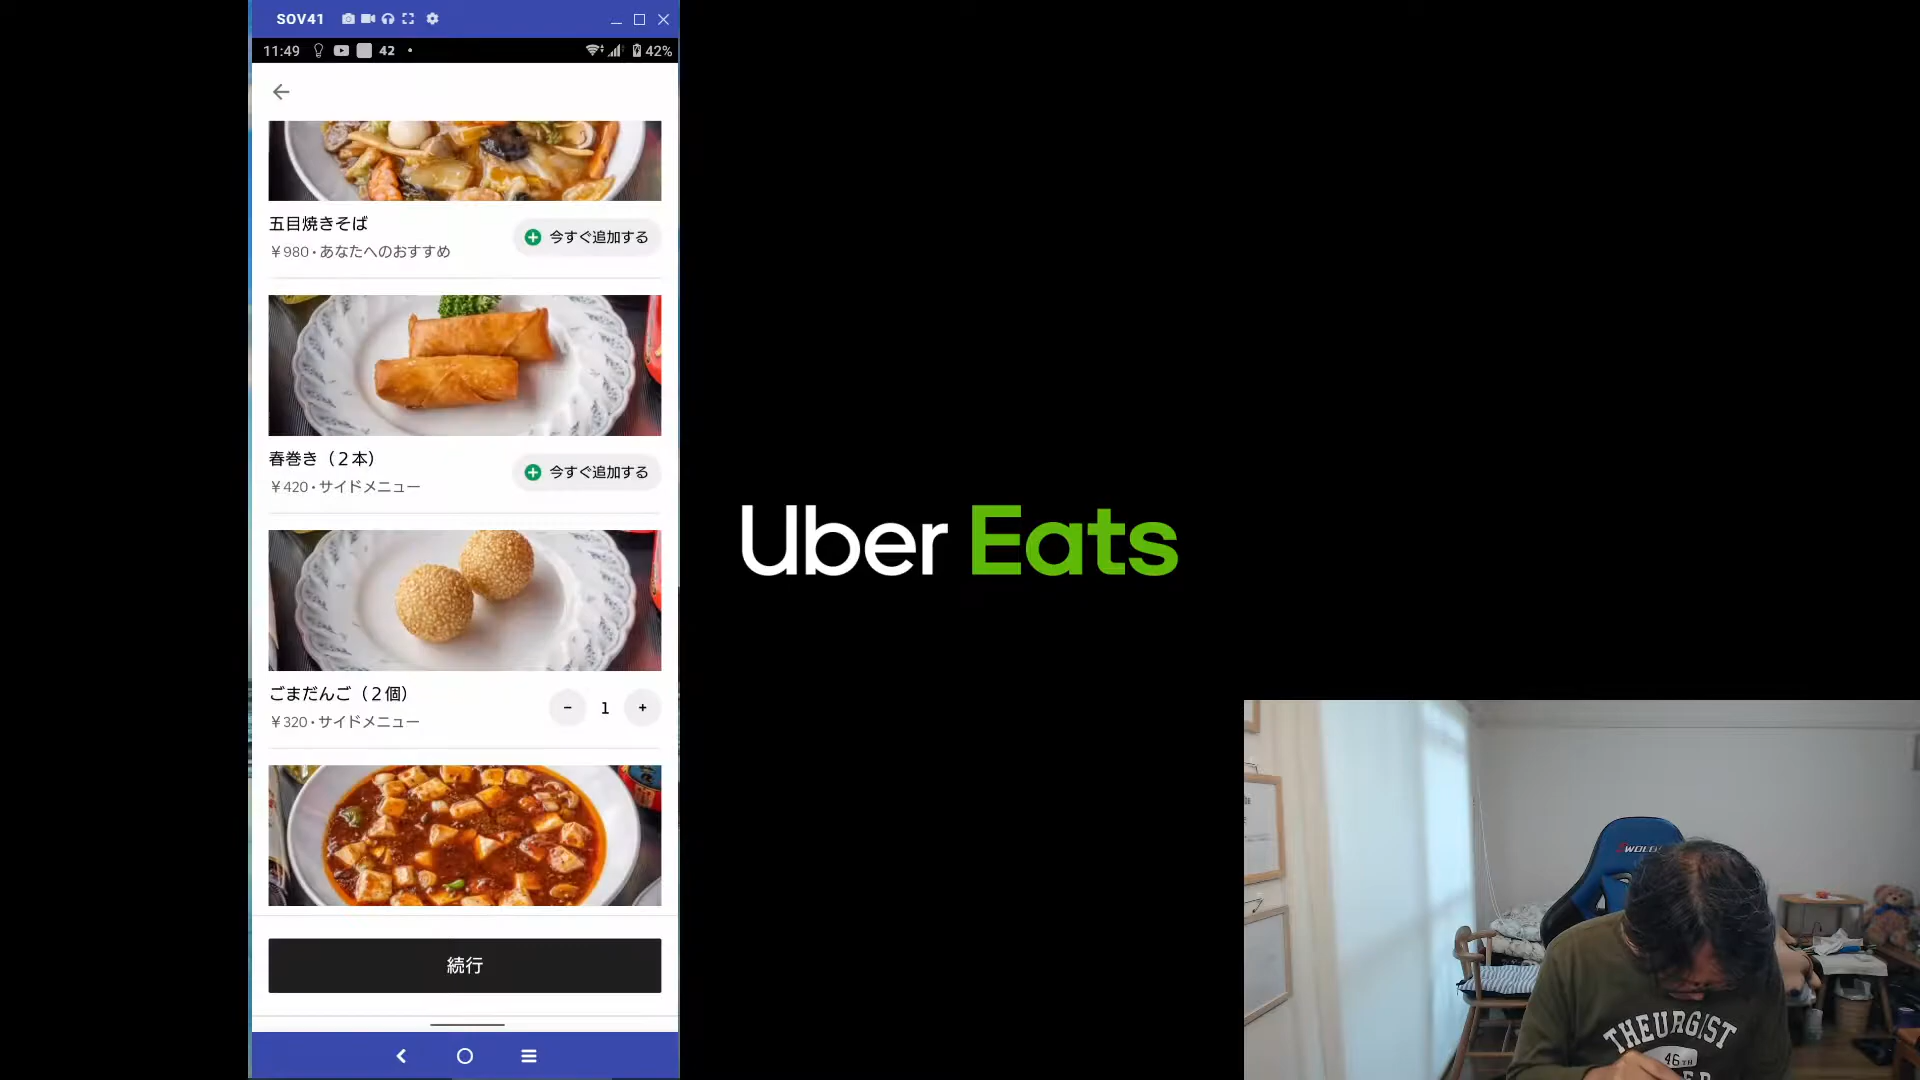 SOV41
11:49
42
42%
五目焼きそば
￥980・あなたへのおすすめ
今すぐ追加する
春巻き（２本）
￥420・サイドメニュー
今すぐ追加する
ごまだんご（２個）
￥320・サイドメニュー
−
1
+
続行
Uber Eats
THEURGIST
46TH